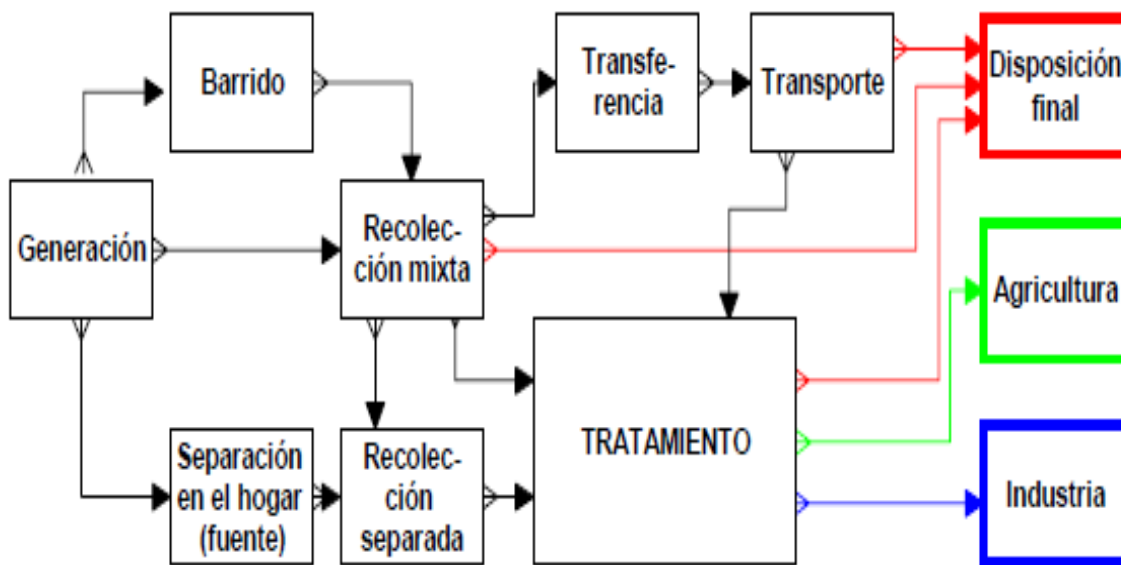 Barrido
Transfe-
rencia
Transporte
Disposición
final
Generación
Recolec-
ción mixta
Agricultura
Separación
en el hogar
(fuente)
Recolec-
ción
separada
TRATAMIENTO
Industria